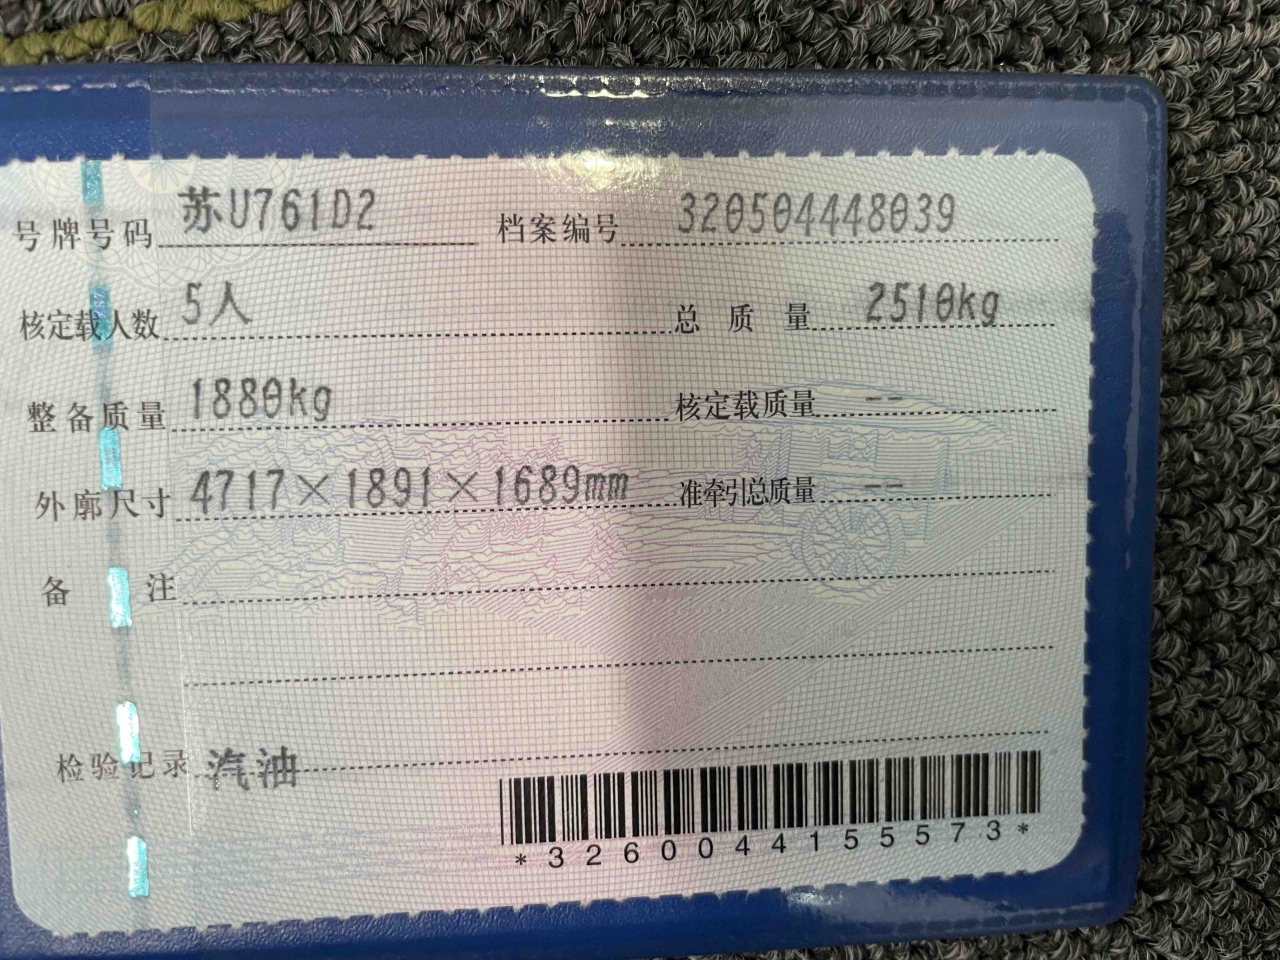 号牌号码 苏U761D2 档案编号 320504448039
核定载人数 5人 总质量 2510kg
整备质量 1880kg 核定载质量 --
外廓尺寸 4717×1891×1689mm 准牵引总质量 --
备注
检验记录 汽油
*3260044155573*